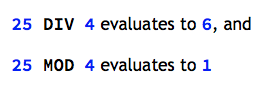 25 DIV 4 evaluates to 6, and
25 MOD 4 evaluates to 1